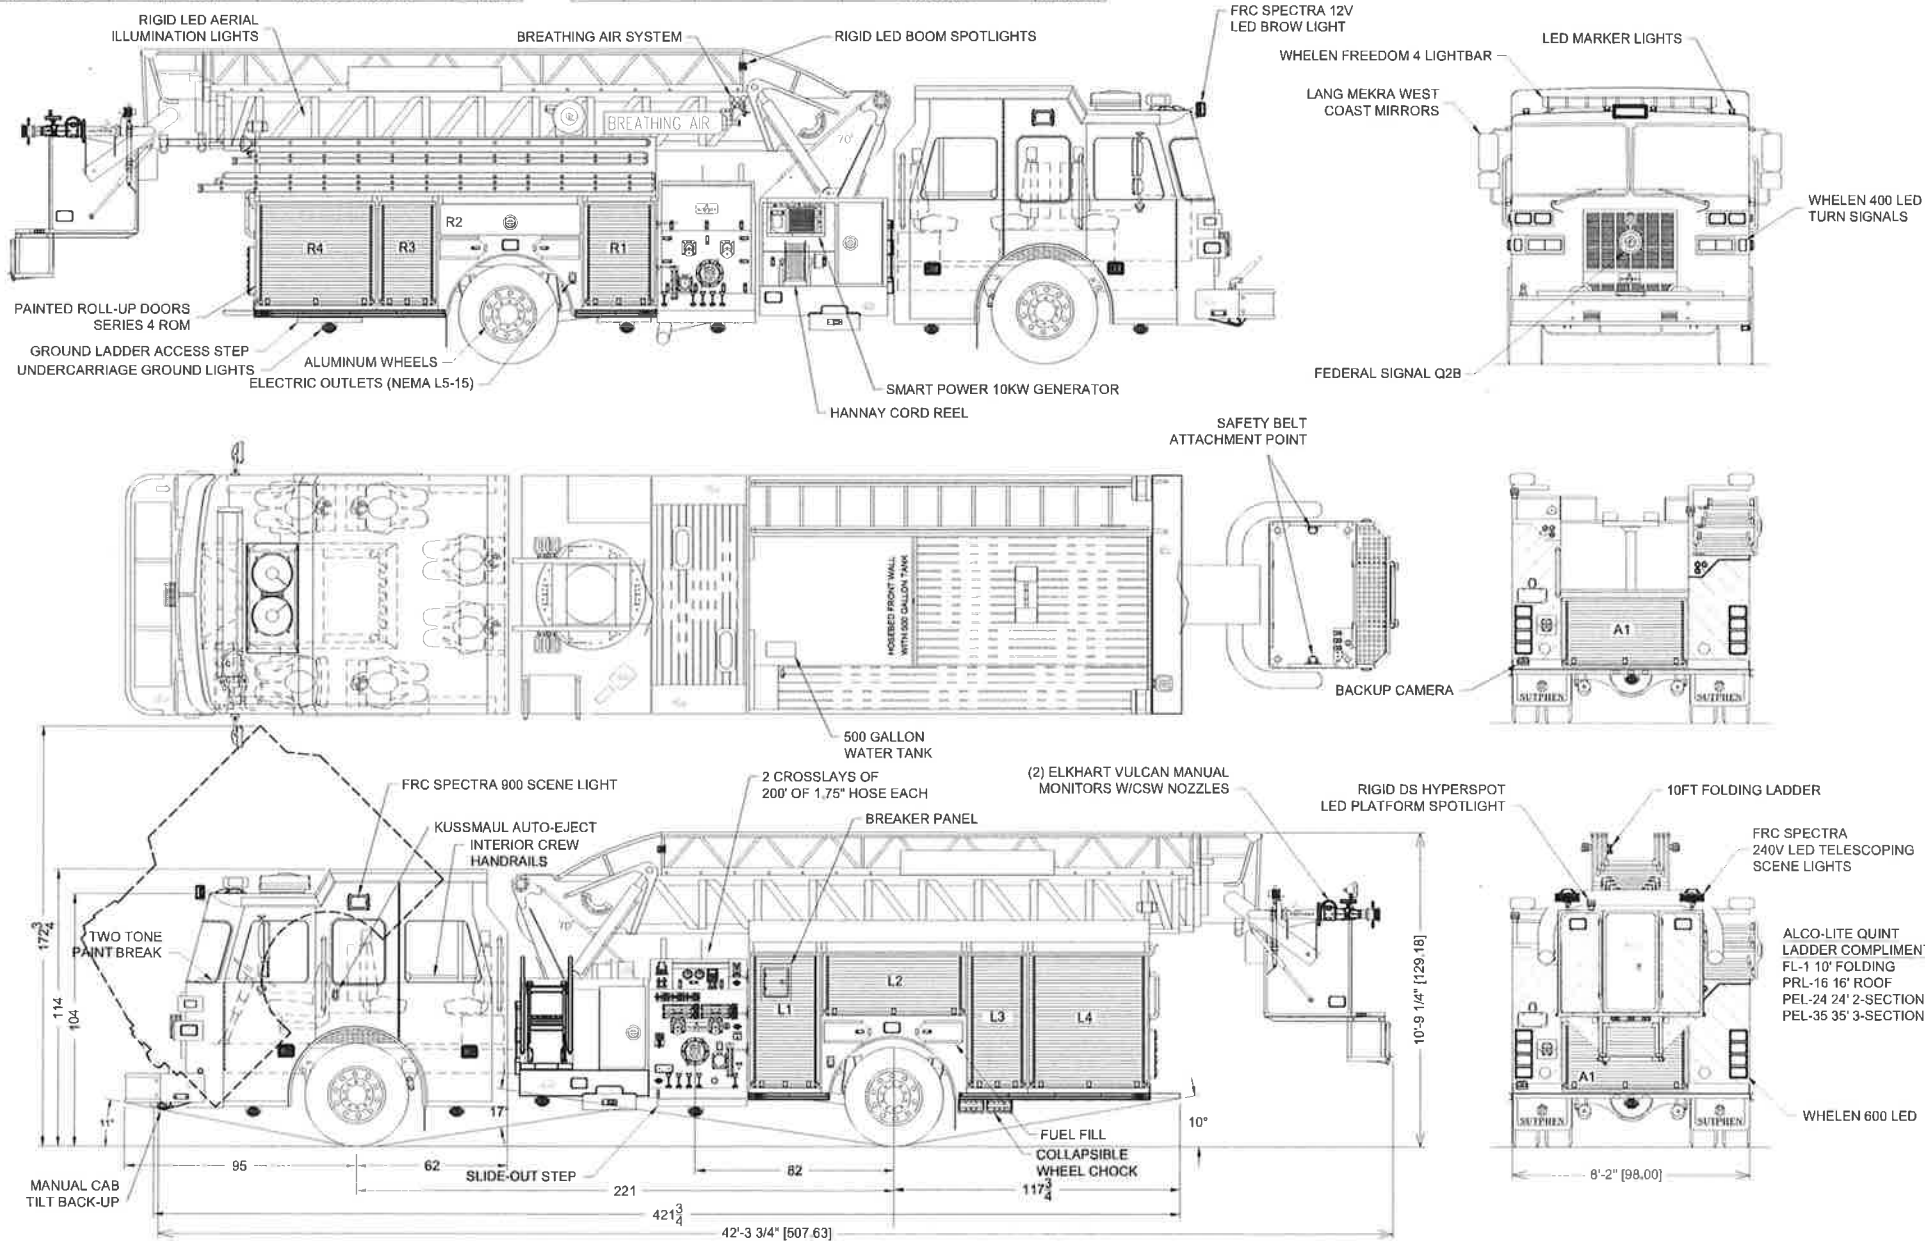 RIGID LED AERIAL
ILLUMINATION LIGHTS
BREATHING AIR SYSTEM
RIGID LED BOOM SPOTLIGHTS
FRC SPECTRA 12V
LED BROW LIGHT
WHELEN FREEDOM 4 LIGHTBAR
LED MARKER LIGHTS
LANG MEKRA WEST
COAST MIRRORS
BREATHING AIR
70°
R4
R3
R2
R1
WHELEN 400 LED
TURN SIGNALS
PAINTED ROLL-UP DOORS
SERIES 4 ROM
GROUND LADDER ACCESS STEP
UNDERCARRIAGE GROUND LIGHTS
ALUMINUM WHEELS
ELECTRIC OUTLETS (NEMA L5-15)
SMART POWER 10KW GENERATOR
HANNAY CORD REEL
FEDERAL SIGNAL Q2B
SAFETY BELT
ATTACHMENT POINT
HOSEBED FRONT WALL
WITH 500 GALLON TANK
A1
BACKUP CAMERA
SUTPHEN
SUTPHEN
500 GALLON
WATER TANK
FRC SPECTRA 900 SCENE LIGHT
2 CROSSLAYS OF
200' OF 1.75" HOSE EACH
(2) ELKHART VULCAN MANUAL
MONITORS W/CSW NOZZLES
RIGID DS HYPERSPOT
LED PLATFORM SPOTLIGHT
10FT FOLDING LADDER
KUSSMAUL AUTO-EJECT
INTERIOR CREW
HANDRAILS
BREAKER PANEL
FRC SPECTRA
240V LED TELESCOPING
SCENE LIGHTS
TWO TONE
PAINT BREAK
70°
172 3/4
114
104
L1
L2
L3
L4
10'-9 1/4" [129.18]
ALCO-LITE QUINT
LADDER COMPLIMENT
FL-1 10' FOLDING
PRL-16 16' ROOF
PEL-24 24' 2-SECTION
PEL-35 35' 3-SECTION
A1
SUTPHEN
SUTPHEN
WHELEN 600 LED
11°
17°
10°
FUEL FILL
COLLAPSIBLE
WHEEL CHOCK
95
62
SLIDE-OUT STEP
82
MANUAL CAB
TILT BACK-UP
221
117 3/4
8'-2" [98.00]
421 3/4
42'-3 3/4" [507.63]